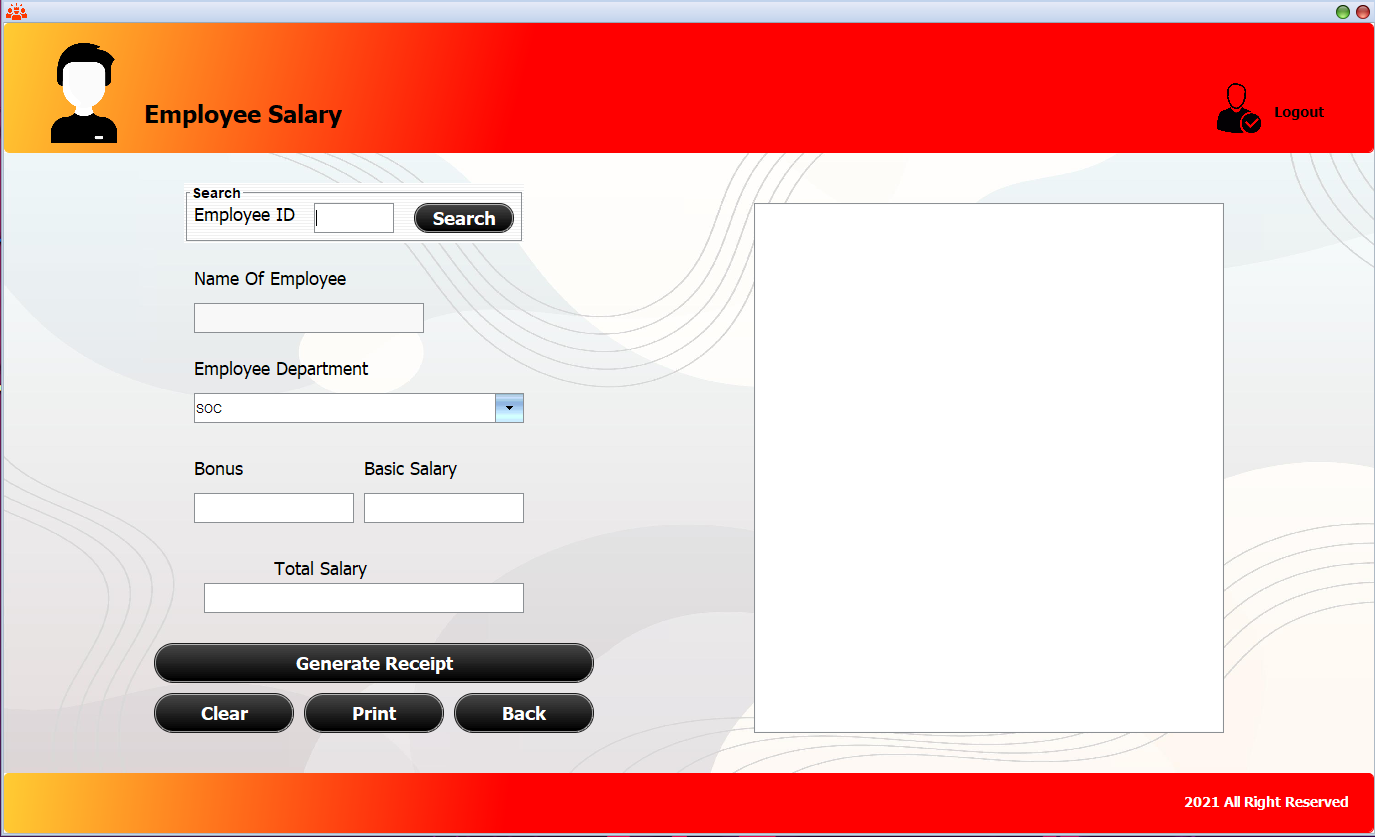 Employee Salary
Logout
Search
Employee ID
Search
Name Of Employee
Employee Department
SOC
Bonus Basic Salary
Total Salary
Generate Receipt
Clear Print Back
2021 All Right Reserved